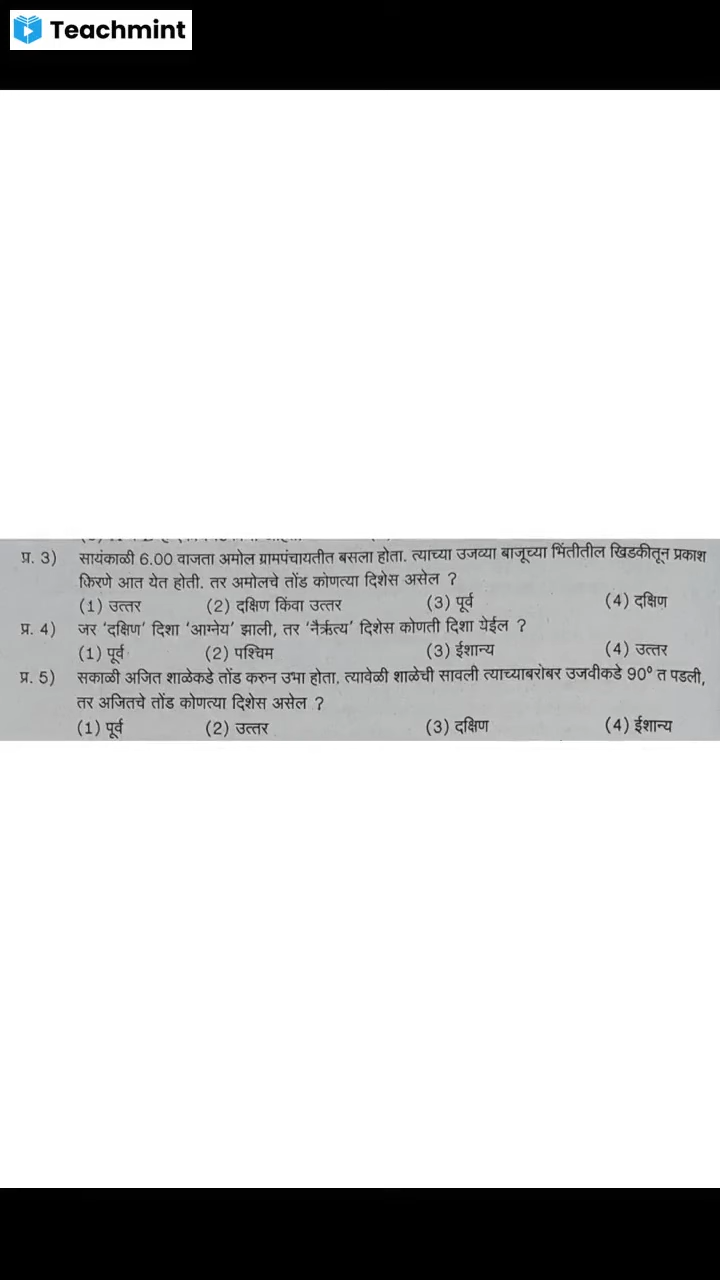 Teachmint
प्र. 3) सायंकाळी 6.00 वाजता अमोल ग्रामपंचायतीत बसला होता. त्याच्या उजव्या बाजूच्या भिंतीतील खिडकीतून प्रकाश
किरणे आत येत होती. तर अमोलचे तोंड कोणत्या दिशेस असेल ?
(1) उत्तर (2) दक्षिण किंवा उत्तर (3) पूर्व (4) दक्षिण
प्र. 4) जर 'दक्षिण' दिशा 'आग्नेय' झाली, तर 'नैर्ऋत्य' दिशेस कोणती दिशा येईल ?
(1) पूर्व (2) पश्चिम (3) ईशान्य (4) उत्तर
प्र. 5) सकाळी अजित शाळेकडे तोंड करुन उभा होता. त्यावेळी शाळेची सावली त्याच्याबरोबर उजवीकडे 90° त पडली,
तर अजितचे तोंड कोणत्या दिशेस असेल ?
(1) पूर्व (2) उत्तर (3) दक्षिण (4) ईशान्य